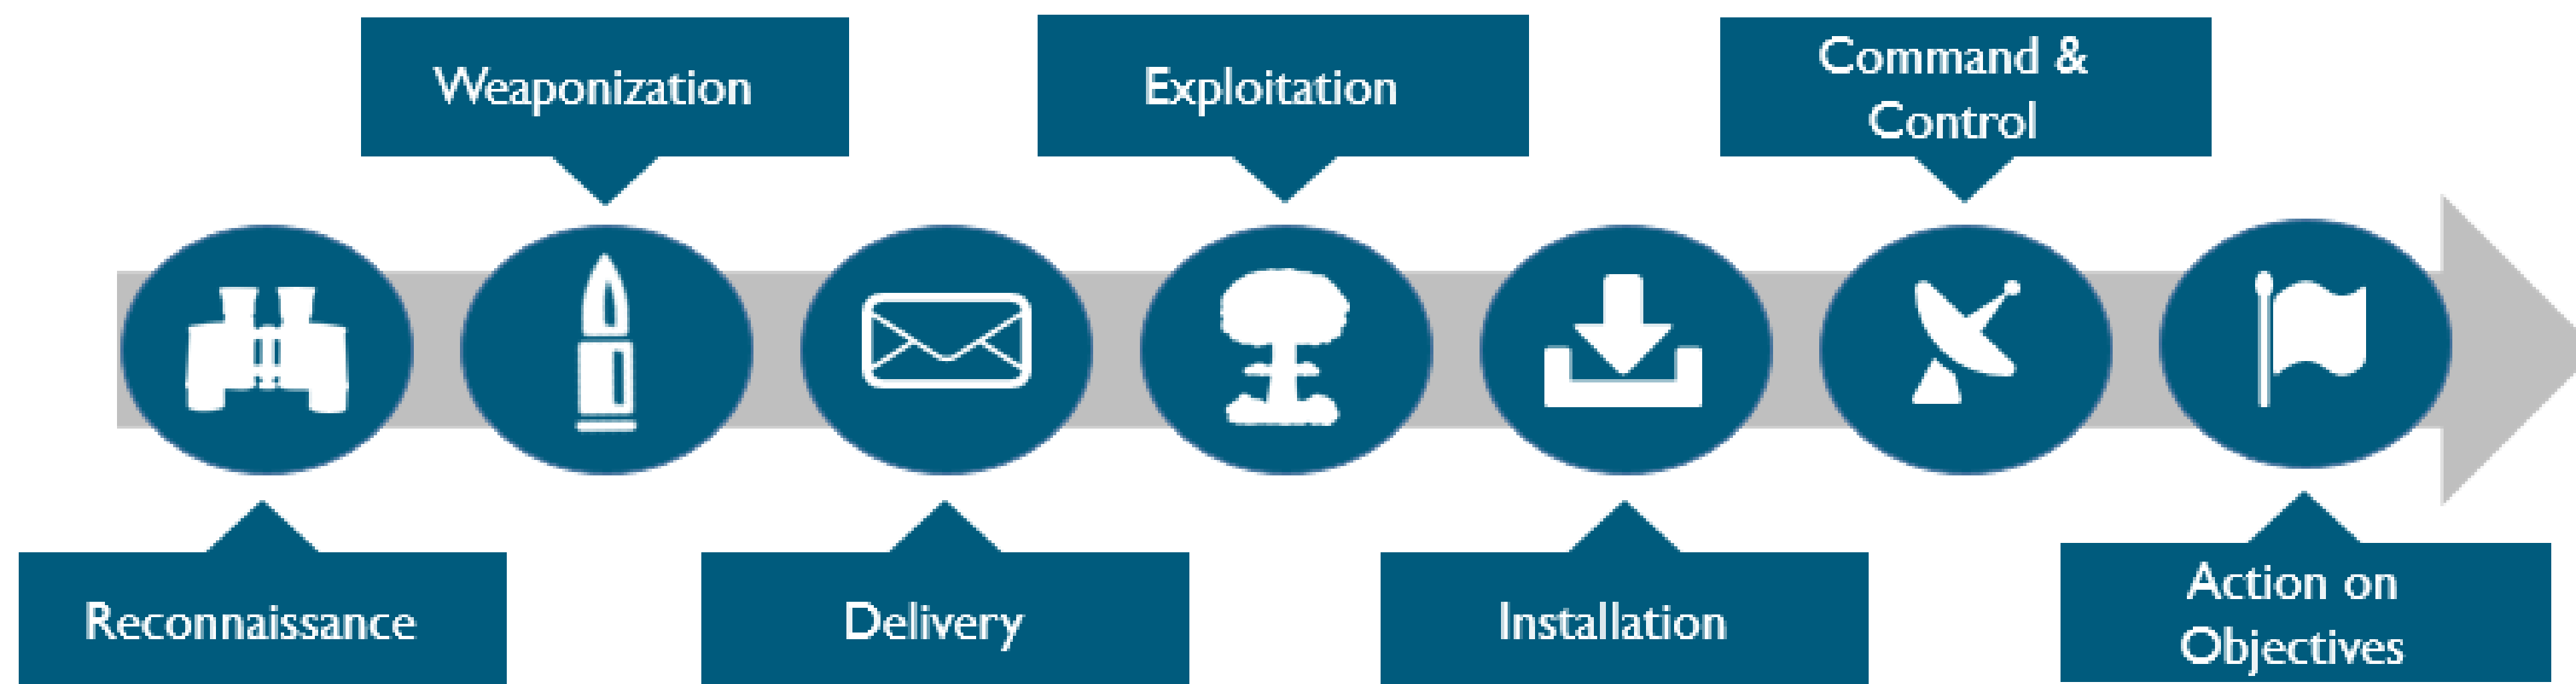 Weaponization
Exploitation
Command &
Control
Reconnaissance
Delivery
Installation
Action on
Objectives